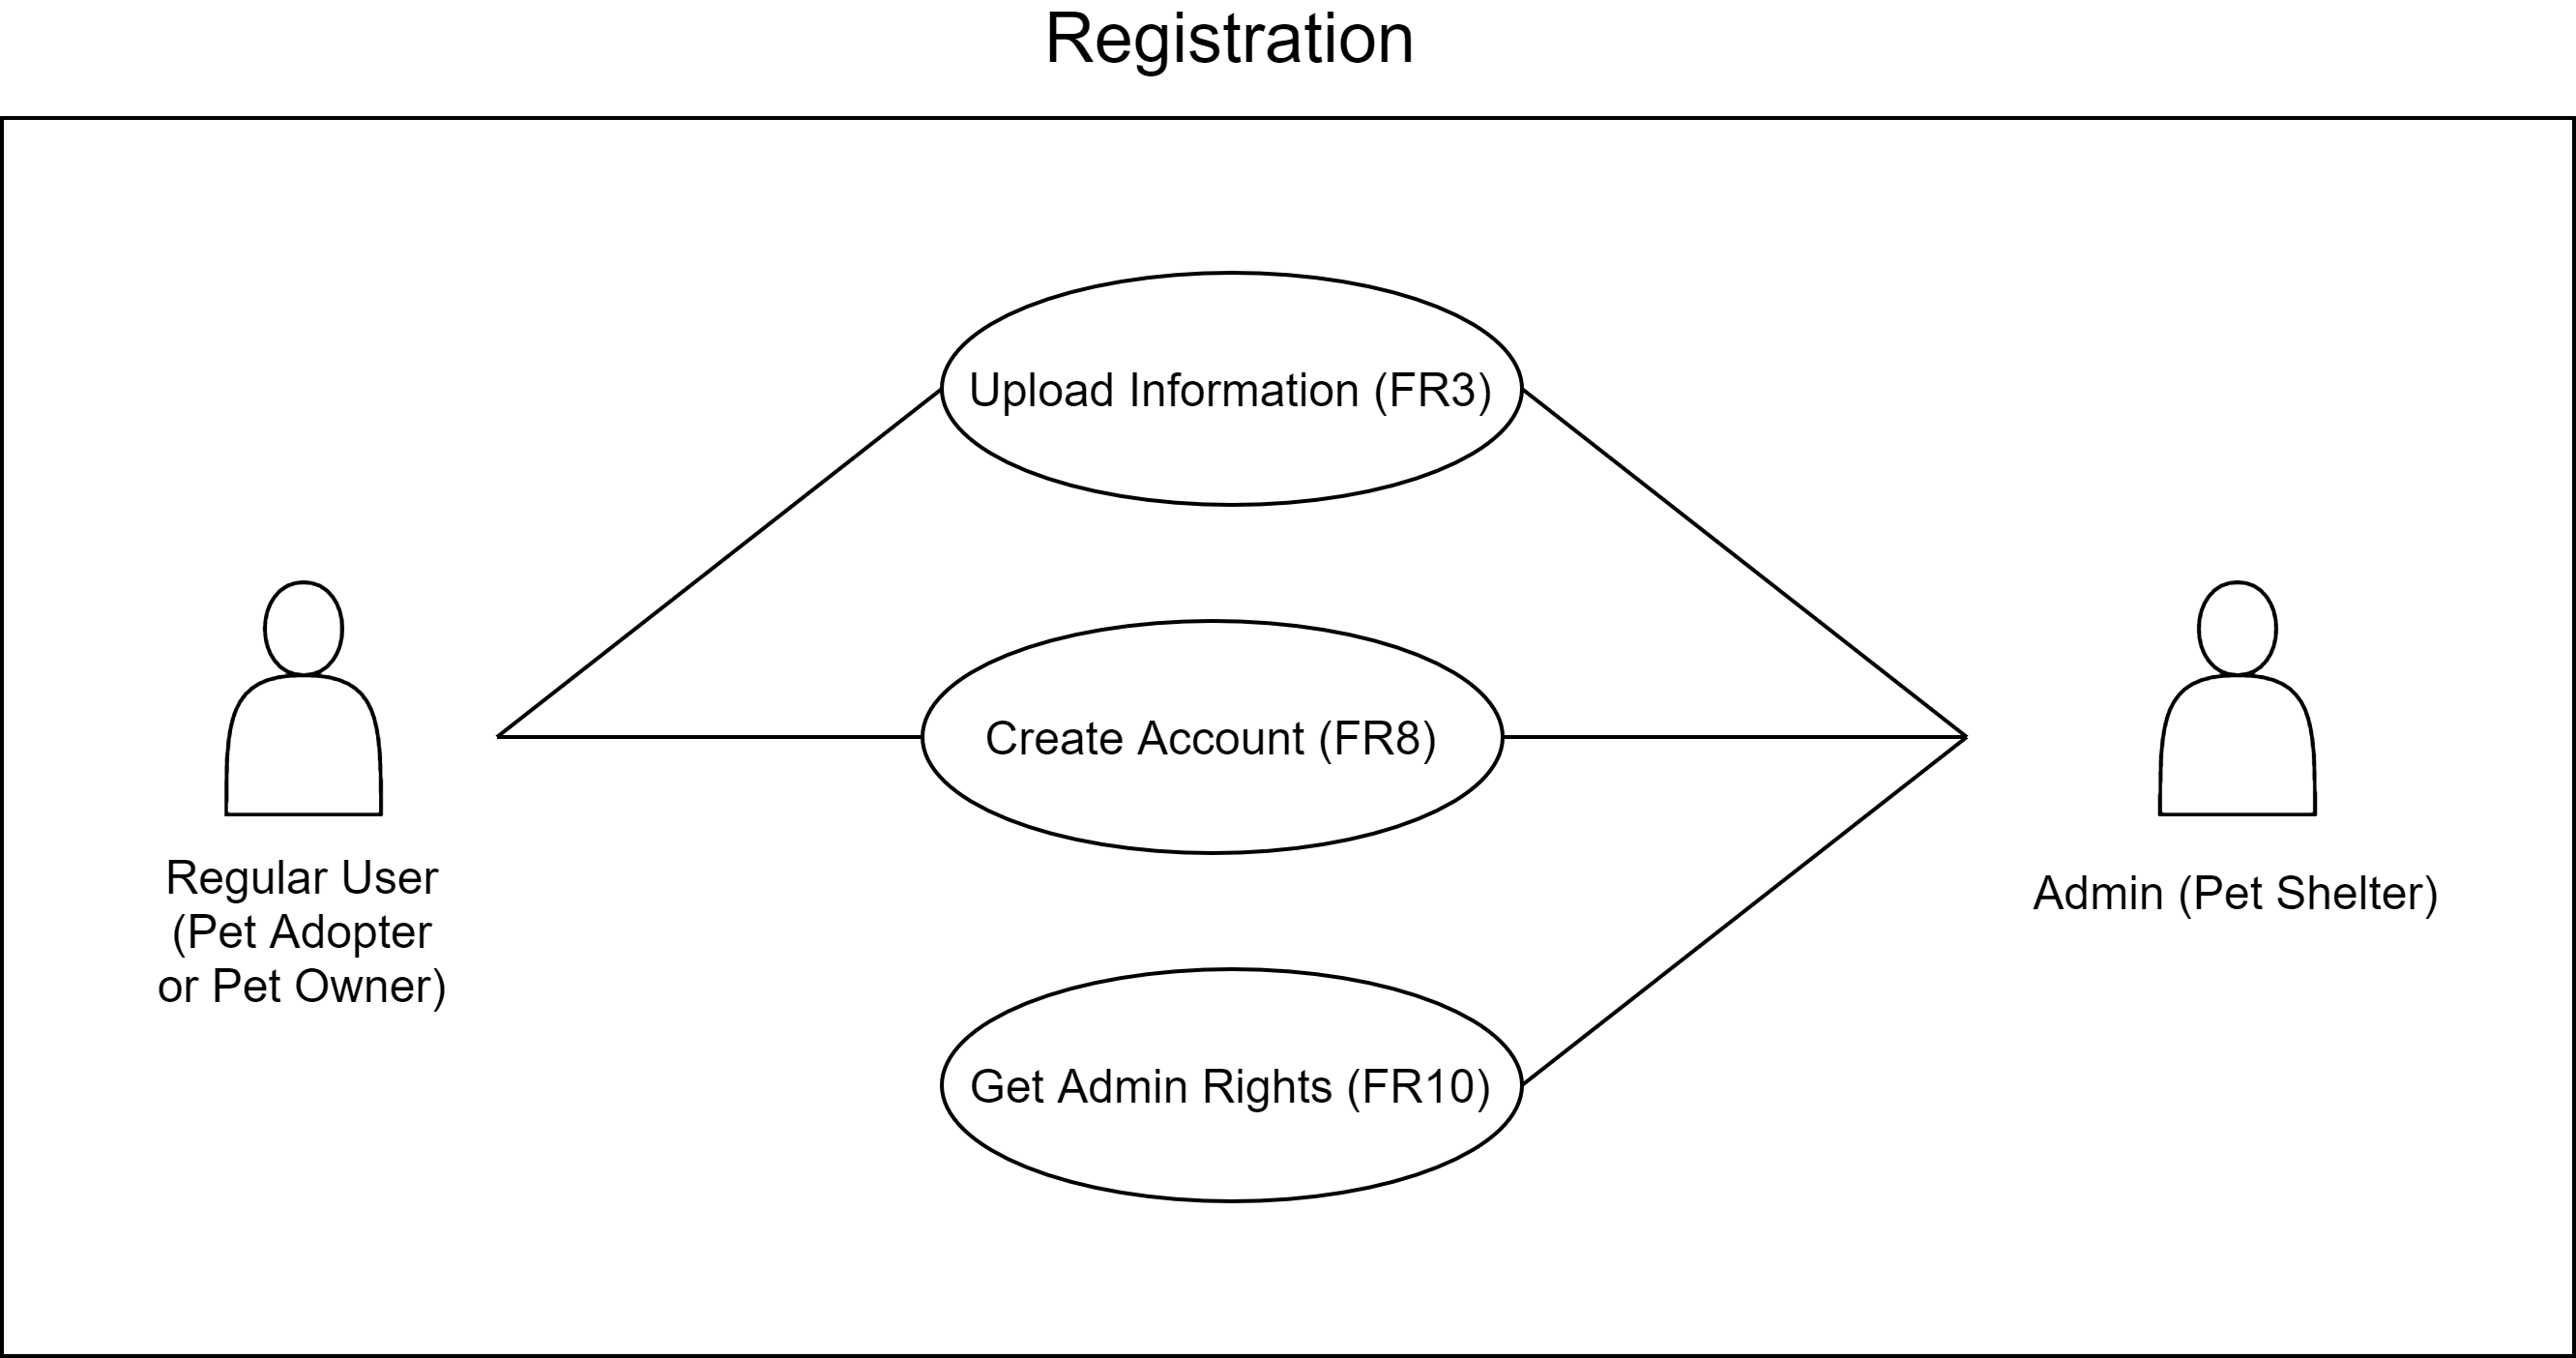 Registration
Upload Information (FR3)
Create Account (FR8)
Regular User
(Pet Adopter
or Pet Owner)
Admin (Pet Shelter)
Get Admin Rights (FR10)